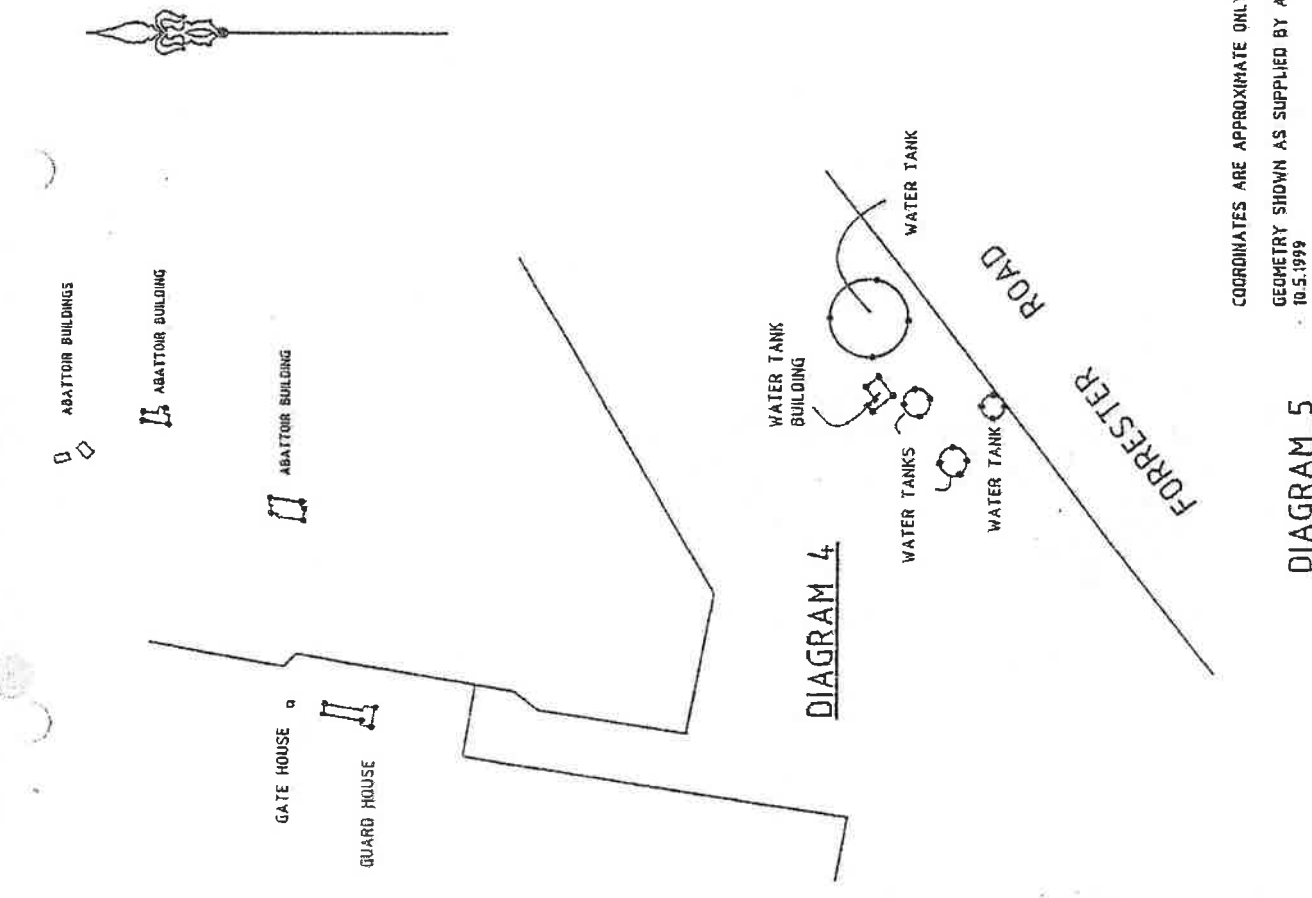 ABATTOIR BUILDINGS
ABATTOIR BUILDING
ABATTOIR BUILDING
GATE HOUSE
GUARD HOUSE
DIAGRAM 4
WATER TANK
BUILDING
WATER TANK
WATER TANKS
WATER TANK
FORRESTER
ROAD
DIAGRAM 5
COORDINATES ARE APPROXIMATE ONLY
GEOMETRY SHOWN AS SUPPLIED BY A
10.5.1999